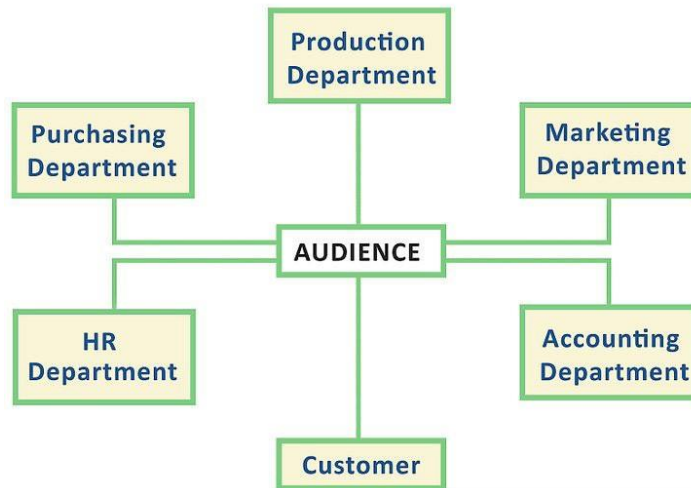 Production
Department
Purchasing
Department
Marketing
Department
AUDIENCE
HR
Department
Accounting
Department
Customer